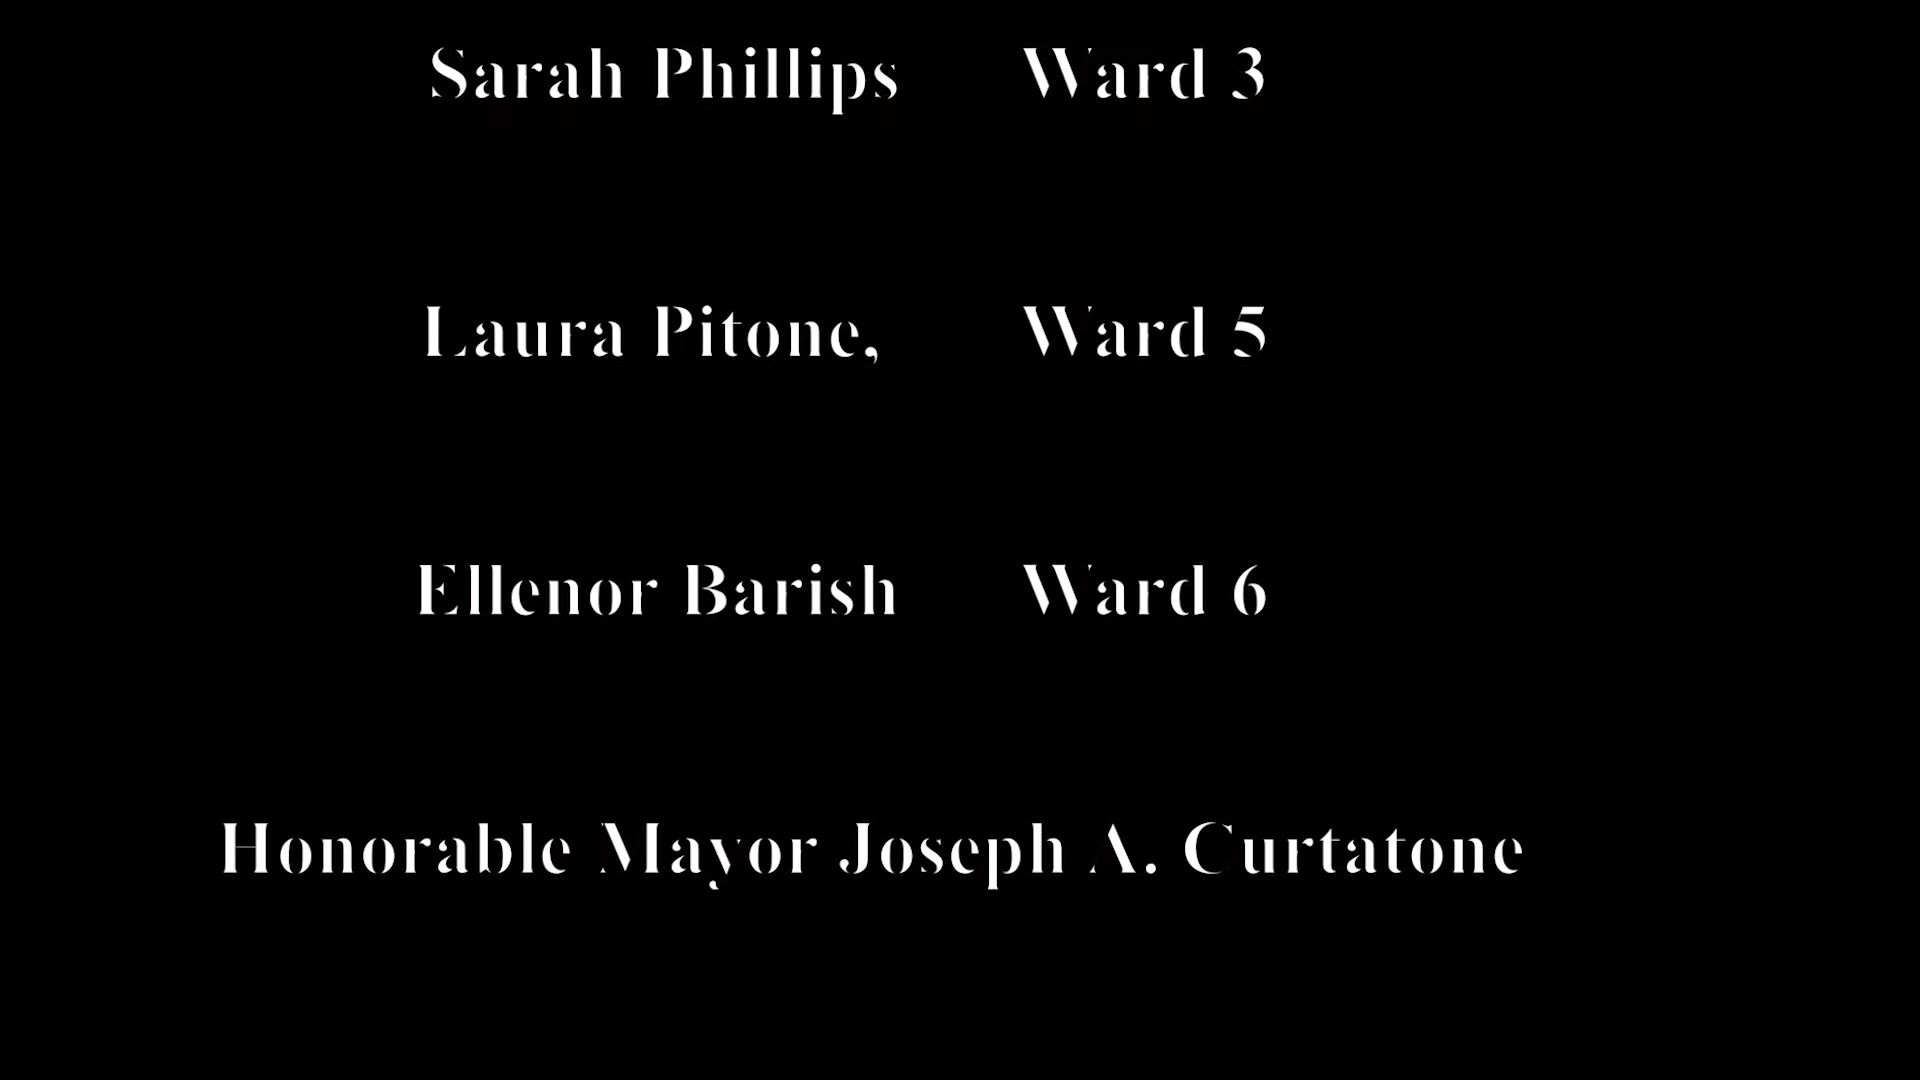 Sarah Phillips Ward 3
Laura Pitone, Ward 5
Ellenor Barish Ward 6
Honorable Mayor Joseph A. Curtatone